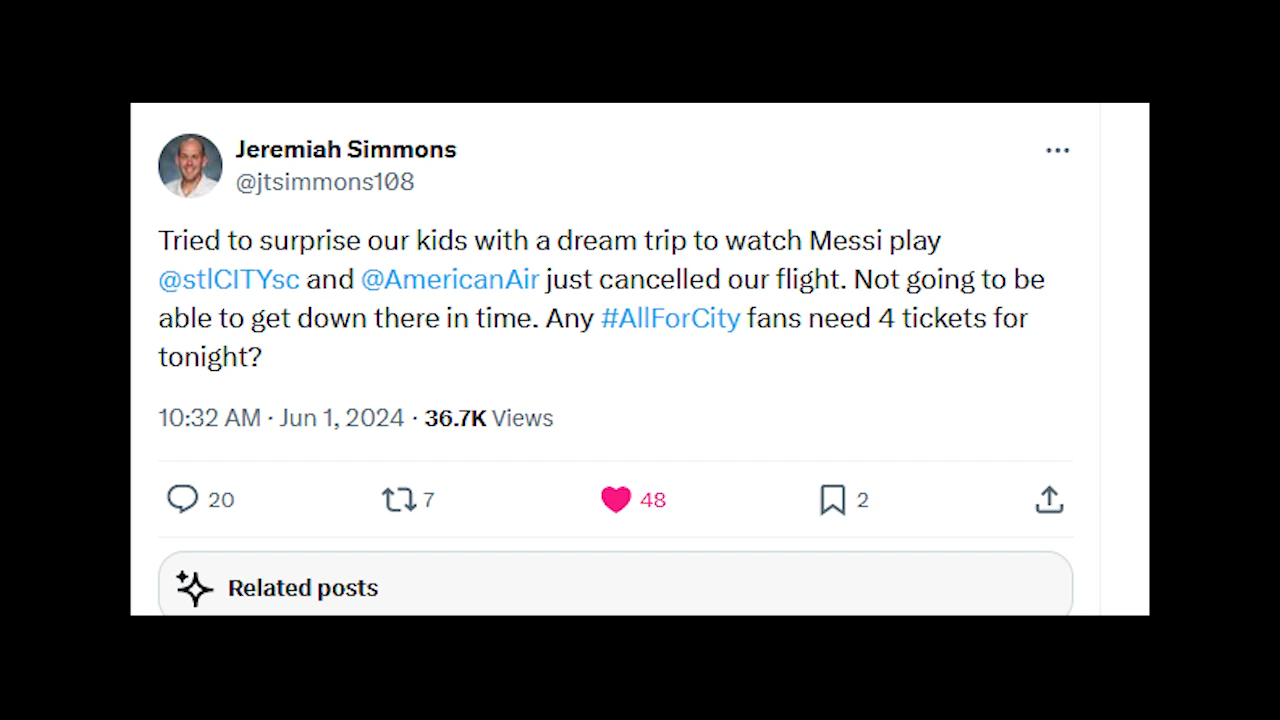 Jeremiah Simmons
@jtsimmons108
Tried to surprise our kids with a dream trip to watch Messi play
@stlCITYsc and @AmericanAir just cancelled our flight. Not going to be
able to get down there in time. Any #AllForCity fans need 4 tickets for
tonight?
10:32 AM · Jun 1, 2024 · 36.7K Views
20 7 48 2
Related posts